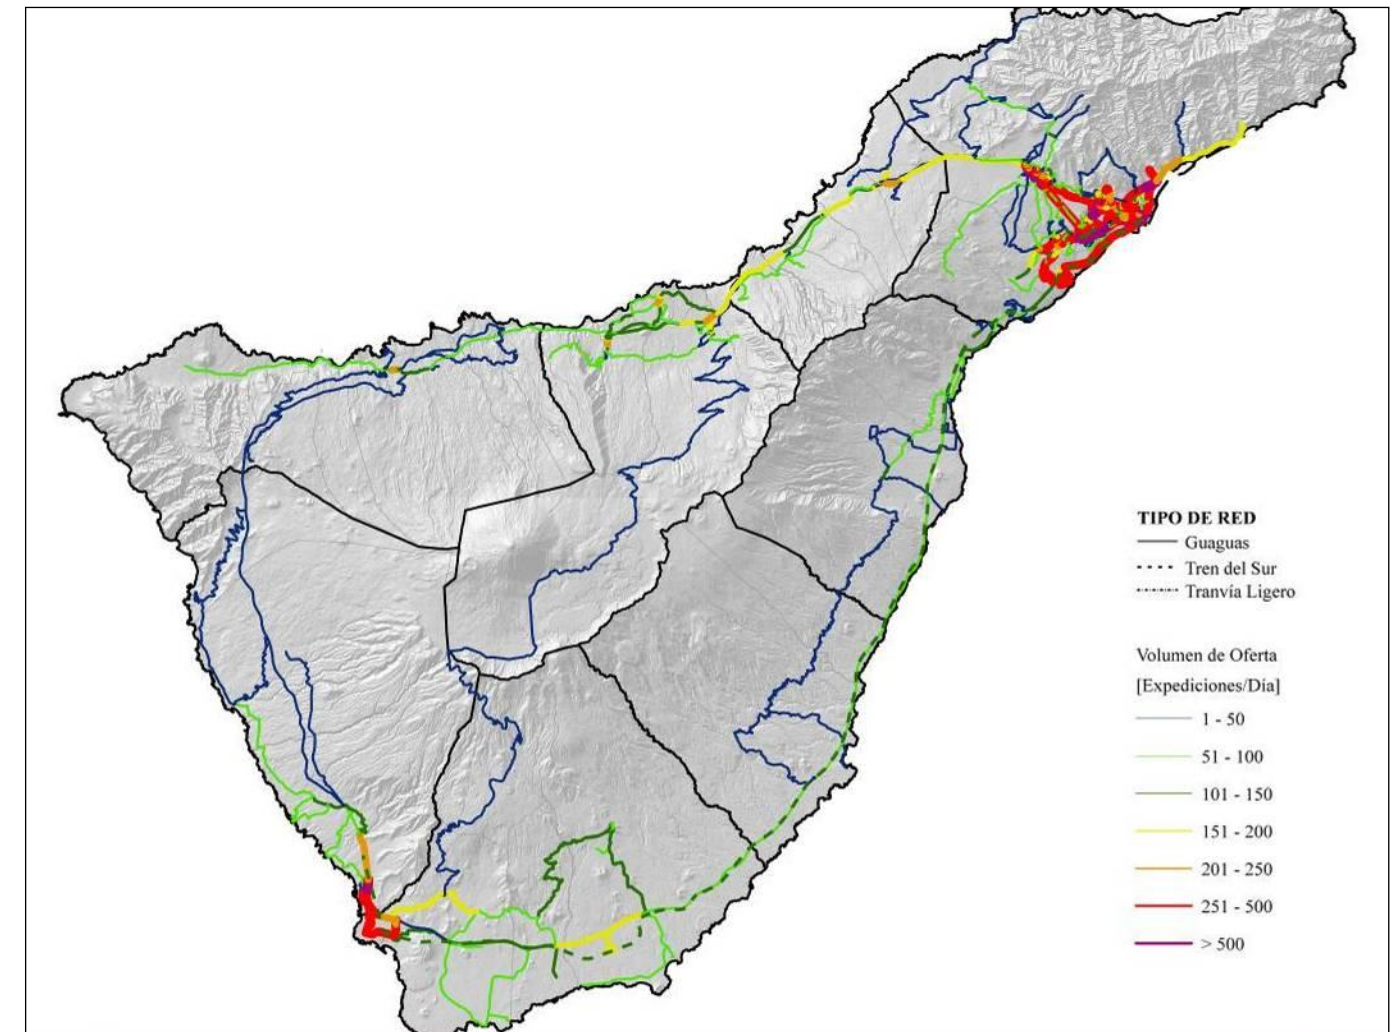 TIPO DE RED
Guaguas
Tren del Sur
Tranvía Ligero
Volumen de Oferta
[Expediciones/Día]
1 - 50
51 - 100
101 - 150
151 - 200
201 - 250
251 - 500
> 500